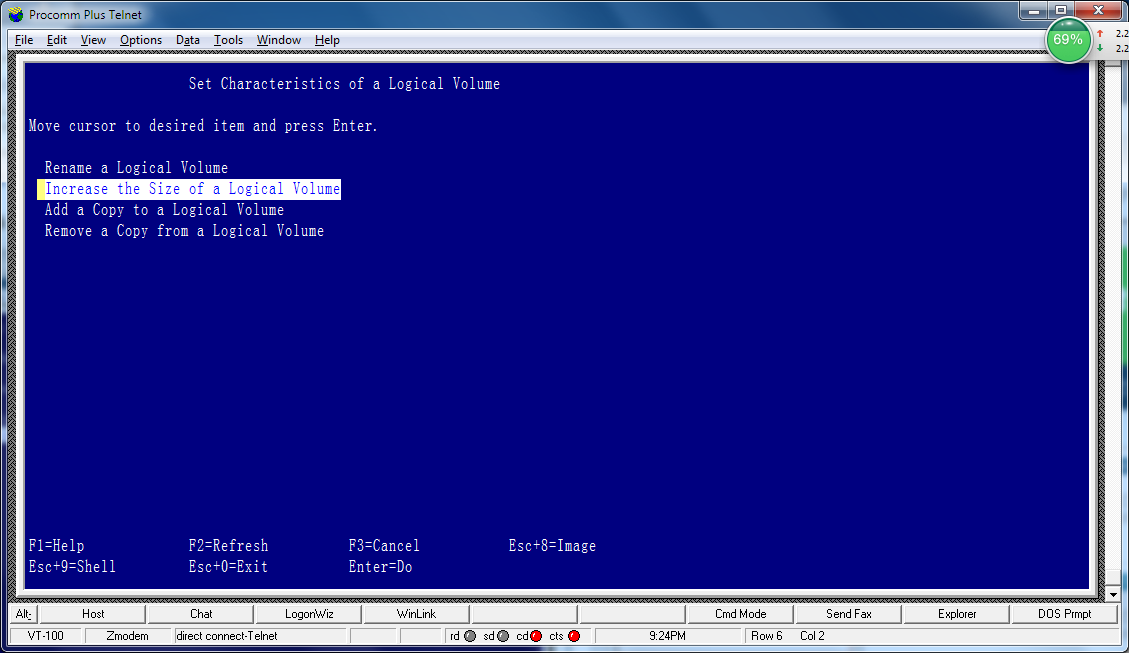 Procomm Plus Telnet
File Edit View Options Data Tools Window Help
69%
2.2
2.2
Set Characteristics of a Logical Volume
Move cursor to desired item and press Enter.
Rename a Logical Volume
Increase the Size of a Logical Volume
Add a Copy to a Logical Volume
Remove a Copy from a Logical Volume
F1=Help F2=Refresh F3=Cancel Esc+8=Image
Esc+9=Shell Esc+0=Exit Enter=Do
Alt- Host Chat LogonWiz WinLink Cmd Mode Send Fax Explorer DOS Prmpt
VT-100 Zmodem direct connect-Telnet rd sd cd cts 9:24PM Row 6 Col 2